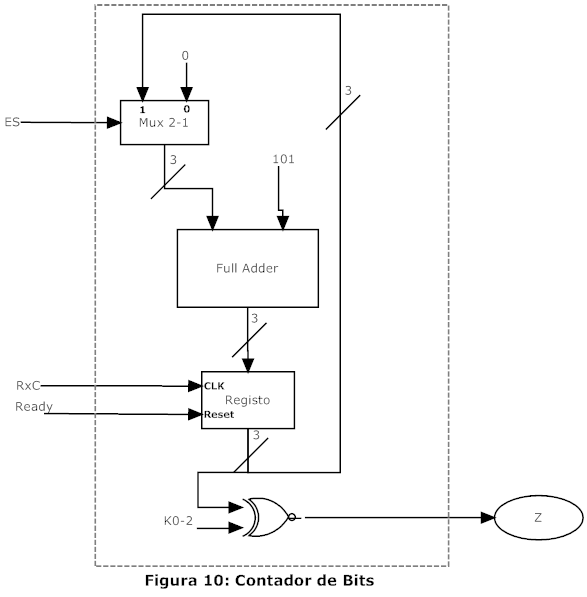 0
3
1 0
ES
Mux 2-1
3
101
Full Adder
3
RxC
CLK
Registo
Ready
Reset
3
K0-2
Z
Figura 10: Contador de Bits